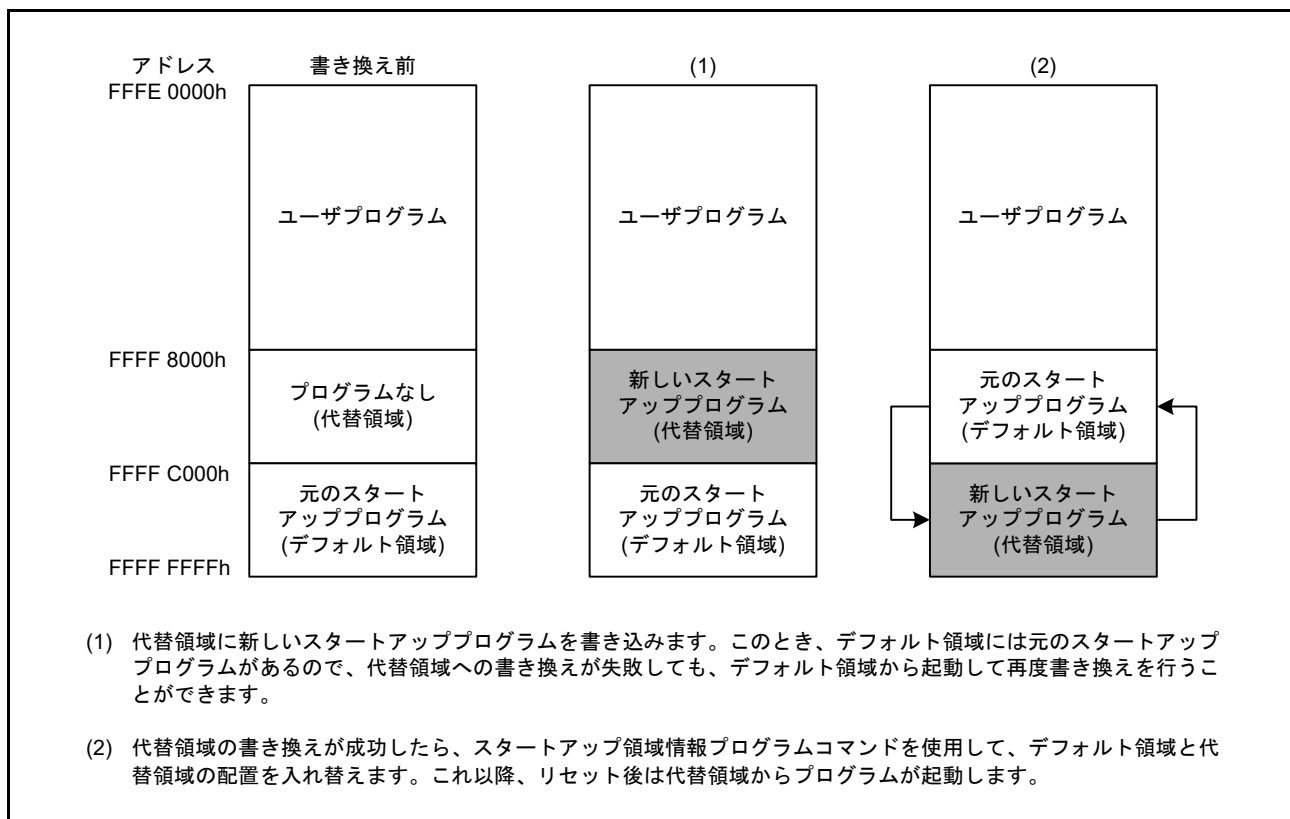 アドレス 書き換え前 (1) (2)
FFFE 0000h
ユーザプログラム ユーザプログラム ユーザプログラム
FFFF 8000h
プログラムなし
(代替領域)
新しいスタート
アッププログラム
(代替領域)
元のスタート
アッププログラム
(デフォルト領域)
FFFF C000h
元のスタート
アッププログラム
(デフォルト領域)
元のスタート
アッププログラム
(デフォルト領域)
新しいスタート
アッププログラム
(代替領域)
FFFF FFFFh
(1) 代替領域に新しいスタートアッププログラムを書き込みます。このとき、デフォルト領域には元のスタートアップ
プログラムがあるので、代替領域への書き換えが失敗しても、デフォルト領域から起動して再度書き換えを行うこ
とができます。
(2) 代替領域の書き換えが成功したら、スタートアップ領域情報プログラムコマンドを使用して、デフォルト領域と代
替領域の配置を入れ替えます。これ以降、リセット後は代替領域からプログラムが起動します。